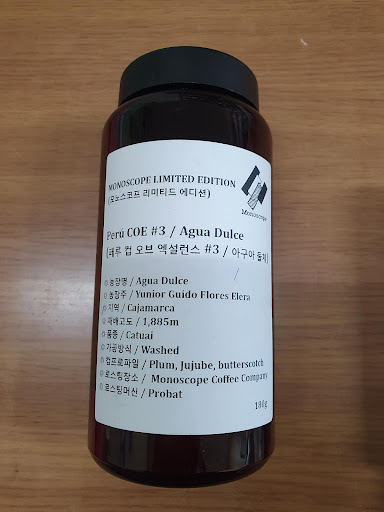 MONOSCOPE LIMITED EDITION
(모노스코프 리미티드 에디션)
Monoscope
Perú COE #3 / Agua Dulce
(페루 컵 오브 엑설런스 #3 / 아구아 둘체)
농장명 / Agua Dulce
농장주 / Yunior Guido Flores Elera
지역 / Cajamarca
재배고도 / 1,885m
품종 / Catuai
가공방식 / Washed
컵프로파일 / Plum, Jujube, butterscotch
로스팅장소 / Monoscope Coffee Company
로스팅머신 / Probat
180g